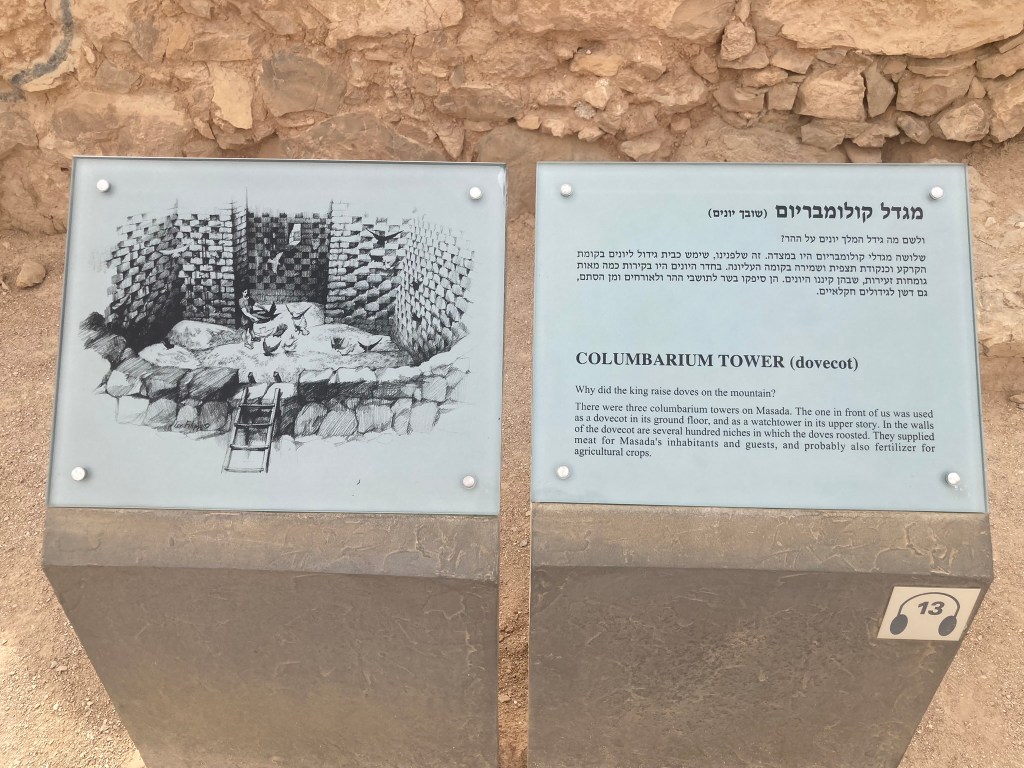 מגדל קולומבריום (שובך יונים)
ולשם מה גידל המלך יונים על ההר?
שלושה מגדלי קולומבריום היו במצדה. זה שלפנינו, שימש כבית גידול ליונים בקומת
הקרקע וכנקודת תצפית ושמירה בקומה העליונה. בחדר היונים היו בקירות כמה מאות
גומחות זעירות, שבהן קיננו היונים. הן סיפקו בשר לתושבי ההר ולאורחים ומן הסתם,
גם דשן לגידולים חקלאיים.
COLUMBARIUM TOWER (dovecot)
Why did the king raise doves on the mountain?
There were three columbarium towers on Masada. The one in front of us was used
as a dovecot in its ground floor, and as a watchtower in its upper story. In the walls
of the dovecot are several hundred niches in which the doves roosted. They supplied
meat for Masada's inhabitants and guests, and probably also fertilizer for
agricultural crops.
13